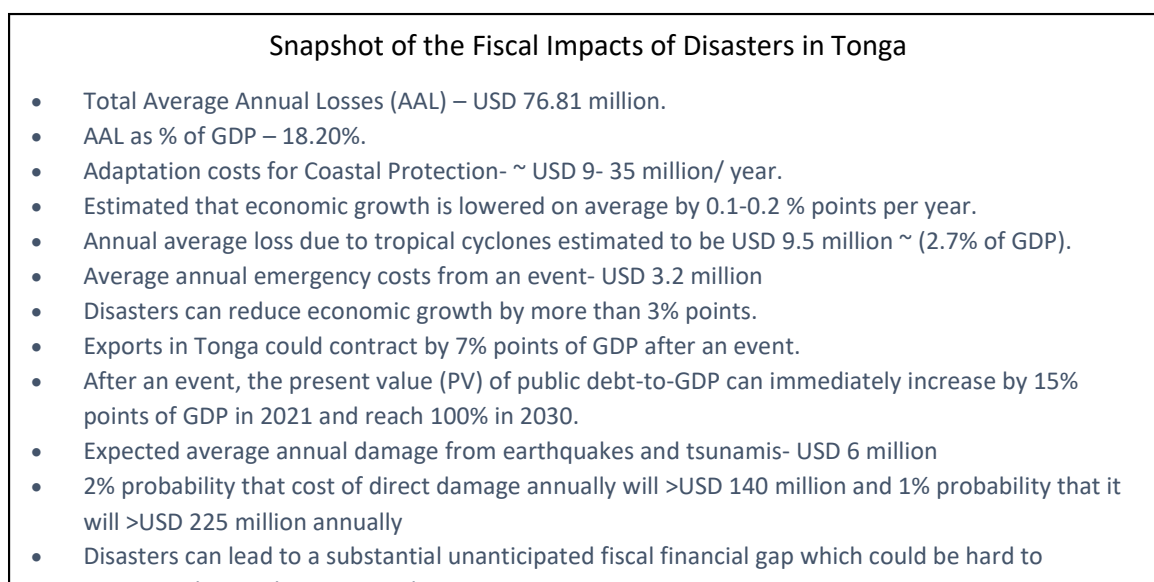 Snapshot of the Fiscal Impacts of Disasters in Tonga
• Total Average Annual Losses (AAL) – USD 76.81 million.
• AAL as % of GDP – 18.20%.
• Adaptation costs for Coastal Protection- ~ USD 9- 35 million/ year.
• Estimated that economic growth is lowered on average by 0.1-0.2 % points per year.
• Annual average loss due to tropical cyclones estimated to be USD 9.5 million ~ (2.7% of GDP).
• Average annual emergency costs from an event- USD 3.2 million
• Disasters can reduce economic growth by more than 3% points.
• Exports in Tonga could contract by 7% points of GDP after an event.
• After an event, the present value (PV) of public debt-to-GDP can immediately increase by 15%
points of GDP in 2021 and reach 100% in 2030.
• Expected average annual damage from earthquakes and tsunamis- USD 6 million
• 2% probability that cost of direct damage annually will >USD 140 million and 1% probability that it
will >USD 225 million annually
• Disasters can lead to a substantial unanticipated fiscal financial gap which could be hard to